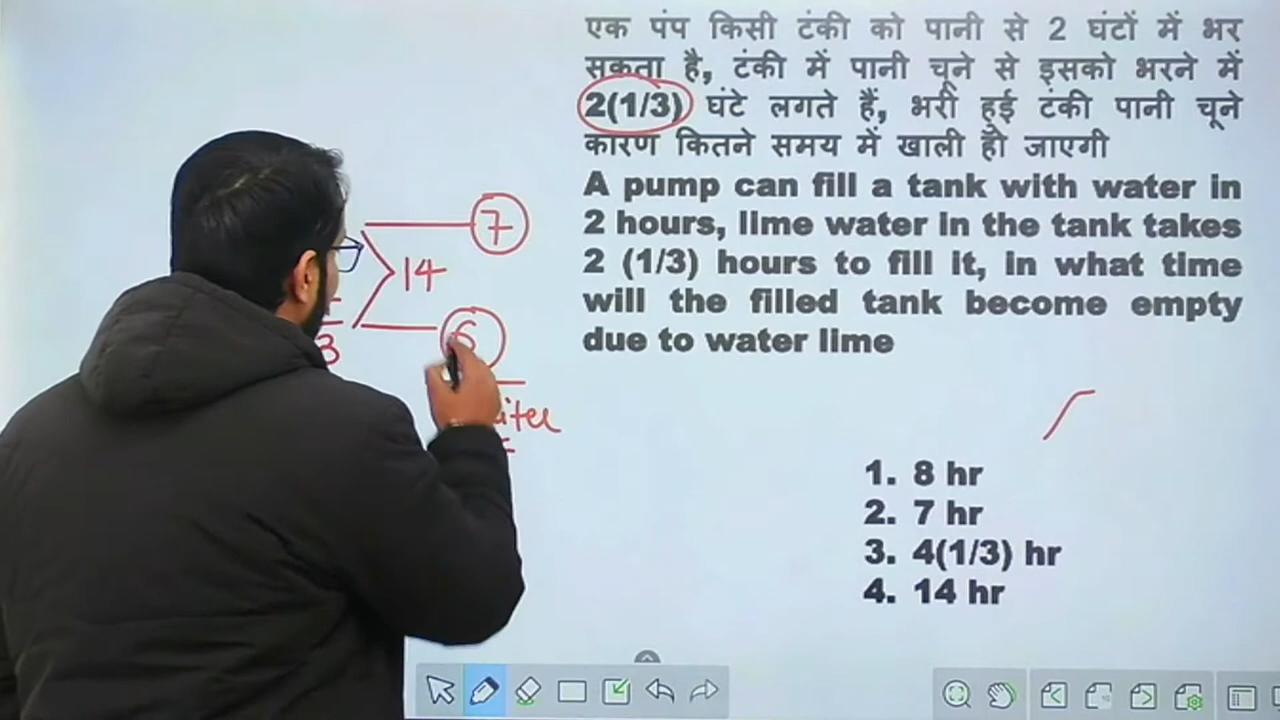 एक पंप किसी टंकी को पानी से 2 घंटों में भर
सकता है, टंकी में पानी चूने से इसको भरने में
2(1/3) घंटे लगते हैं, भरी हुई टंकी पानी चूने
कारण कितने समय में खाली हो जाएगी
A pump can fill a tank with water in
2 hours, lime water in the tank takes
2 (1/3) hours to fill it, in what time
will the filled tank become empty
due to water lime
7
14
6
3
1. 8 hr
2. 7 hr
3. 4(1/3) hr
4. 14 hr